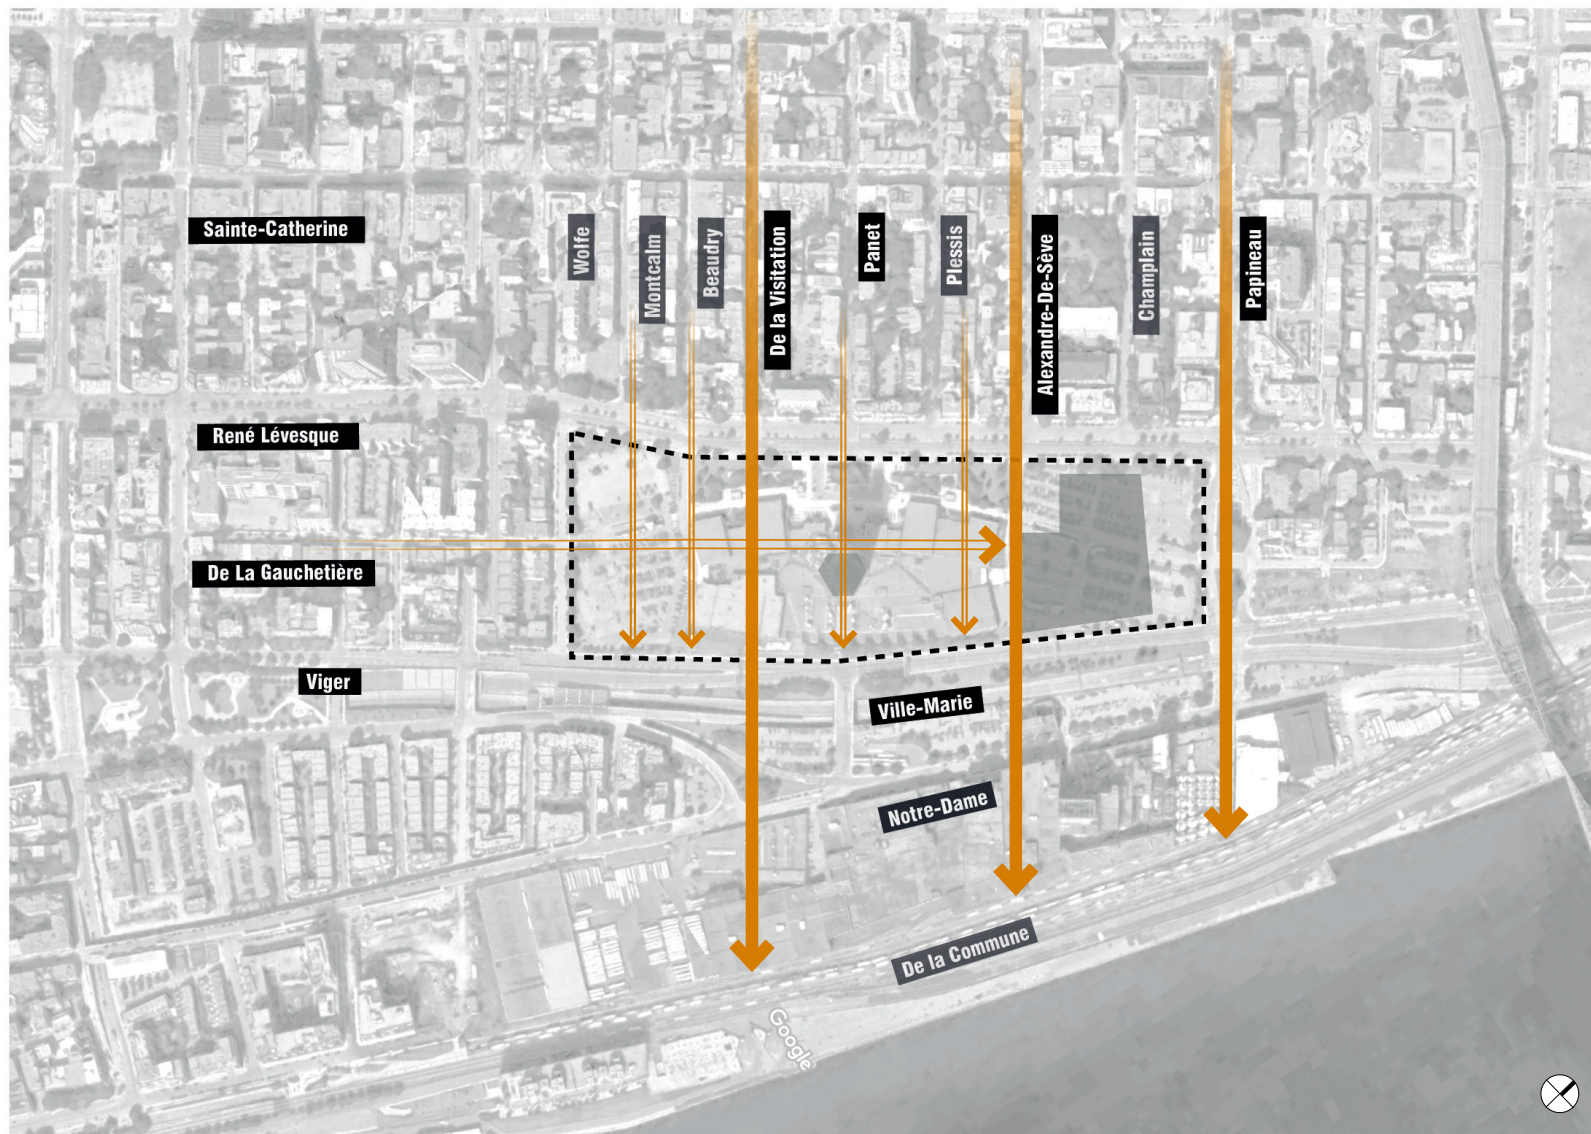 Sainte-Catherine
Wolfe
Montcalm
Beaudry
De la Visitation
Panet
Plessis
Alexandre-De-Sève
Champlain
Papineau
René Lévesque
De La Gauchetière
Viger
Ville-Marie
Notre-Dame
De la Commune
Google